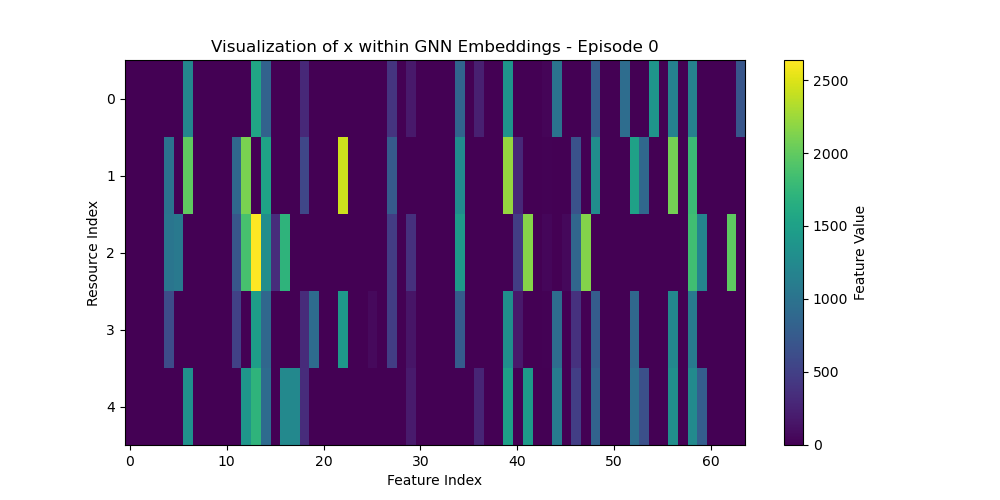 Visualization of x within GNN Embeddings - Episode 0
0
1
2
3
4
Resource Index
0 10 20 30 40 50 60
Feature Index
2500
2000
1500
1000
500
0
Feature Value